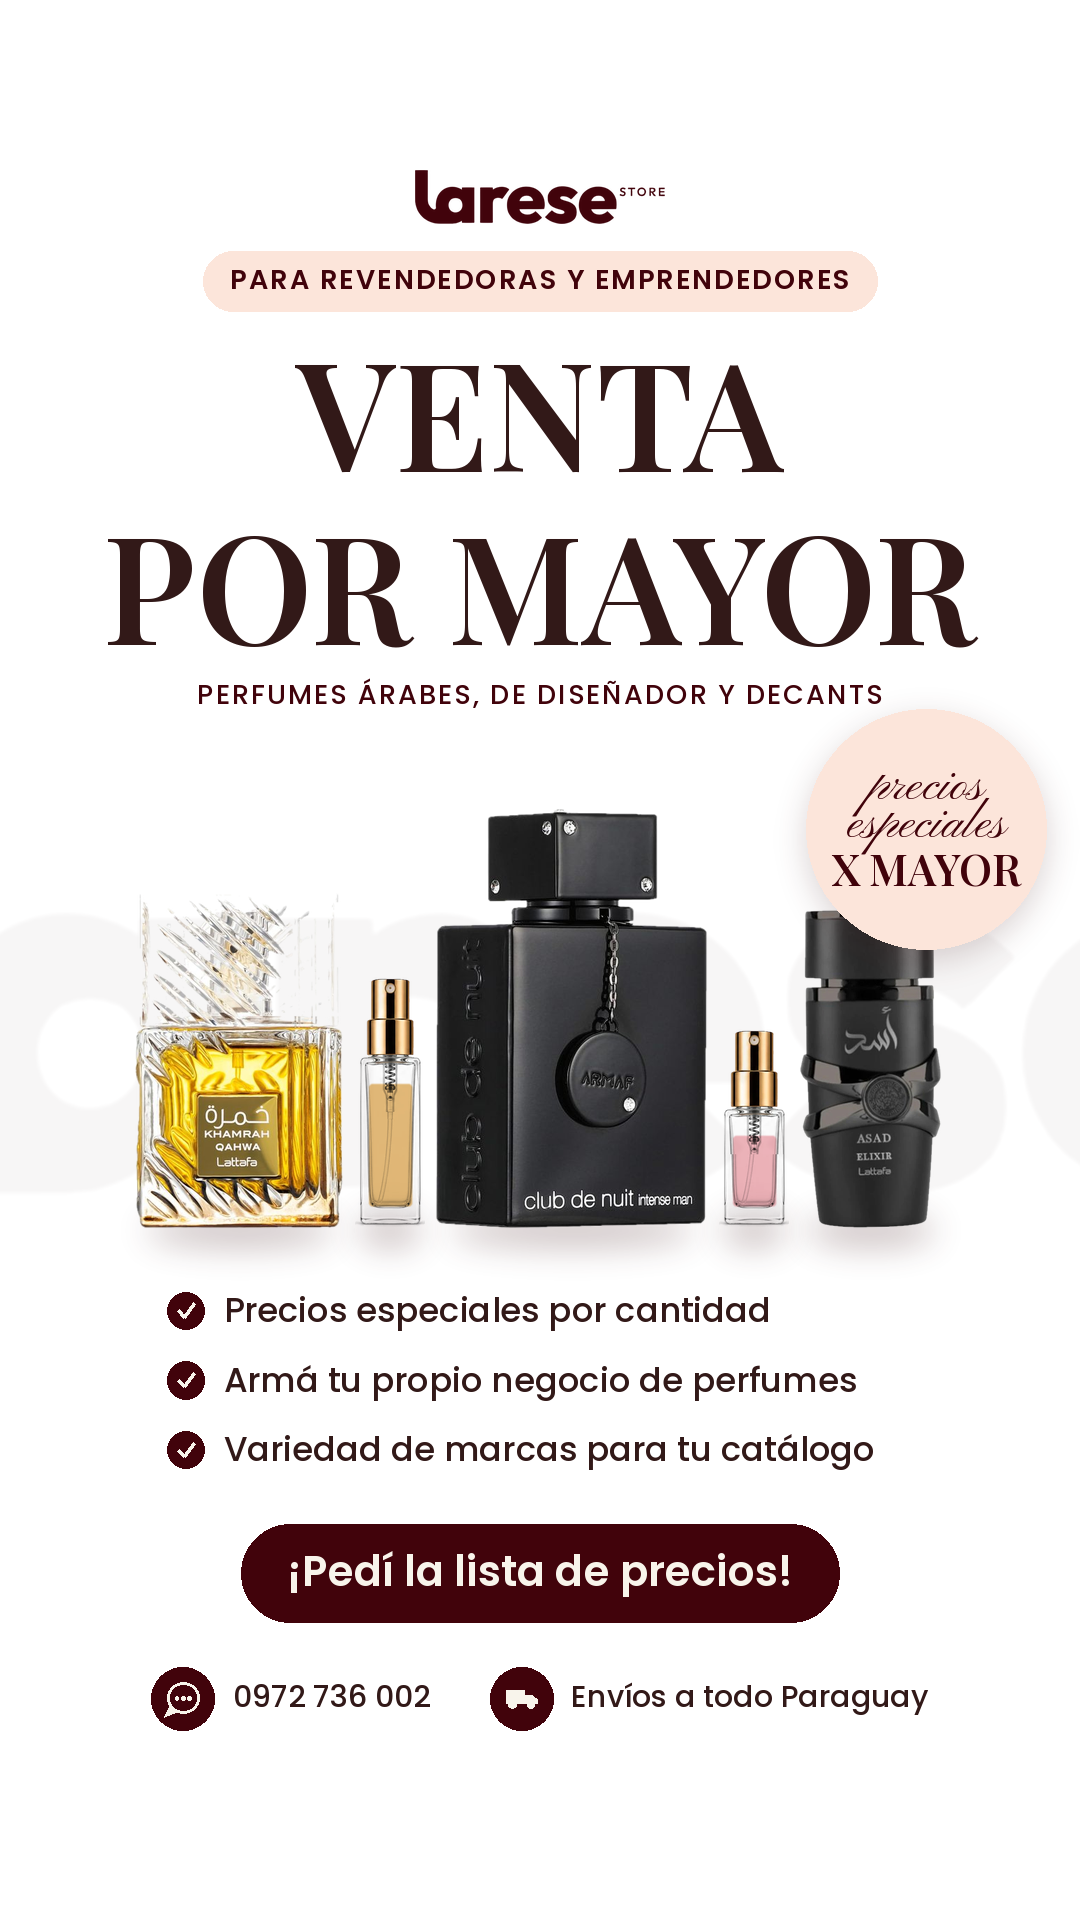 larese STORE
PARA REVENDEDORAS Y EMPRENDEDORES
VENTA
POR MAYOR
PERFUMES ÁRABES, DE DISEÑADOR Y DECANTS
precios
especiales
X MAYOR
خمرة
KHAMRAH
QAHWA
Lattafa
club de nuit
ARMAF
club de nuit intense man
أسد
ASAD
ELIXIR
Lattafa
Precios especiales por cantidad
Armá tu propio negocio de perfumes
Variedad de marcas para tu catálogo
¡Pedí la lista de precios!
0972 736 002
Envíos a todo Paraguay